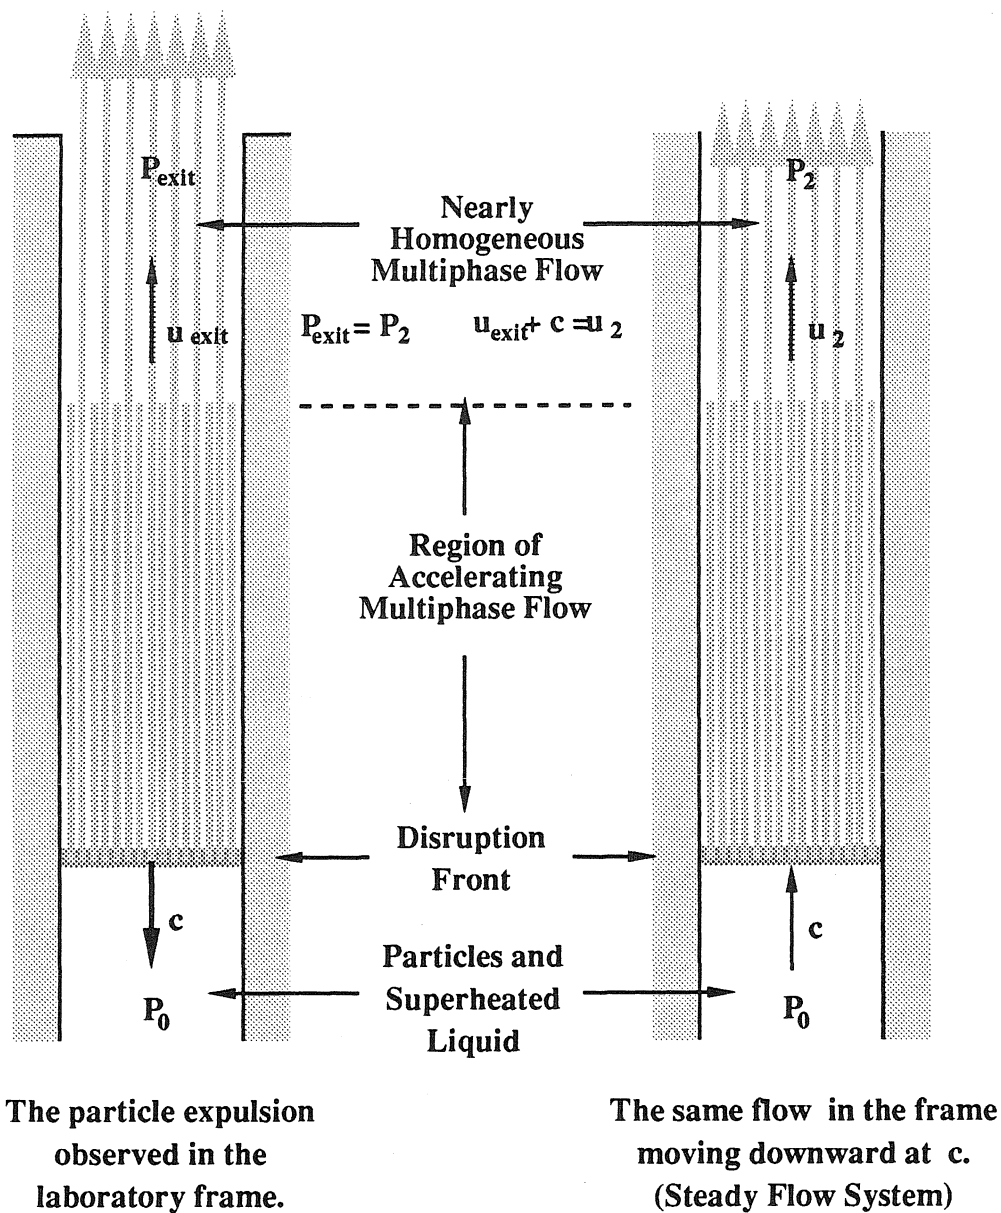 P_exit
P_2
Nearly
Homogeneous
Multiphase Flow
u_exit
P_exit = P_2
u_exit + c = u_2
u_2
Region of
Accelerating
Multiphase Flow
Disruption
Front
c
c
Particles and
Superheated
Liquid
P_0
P_0
The particle expulsion
observed in the
laboratory frame.
The same flow in the frame
moving downward at c.
(Steady Flow System)